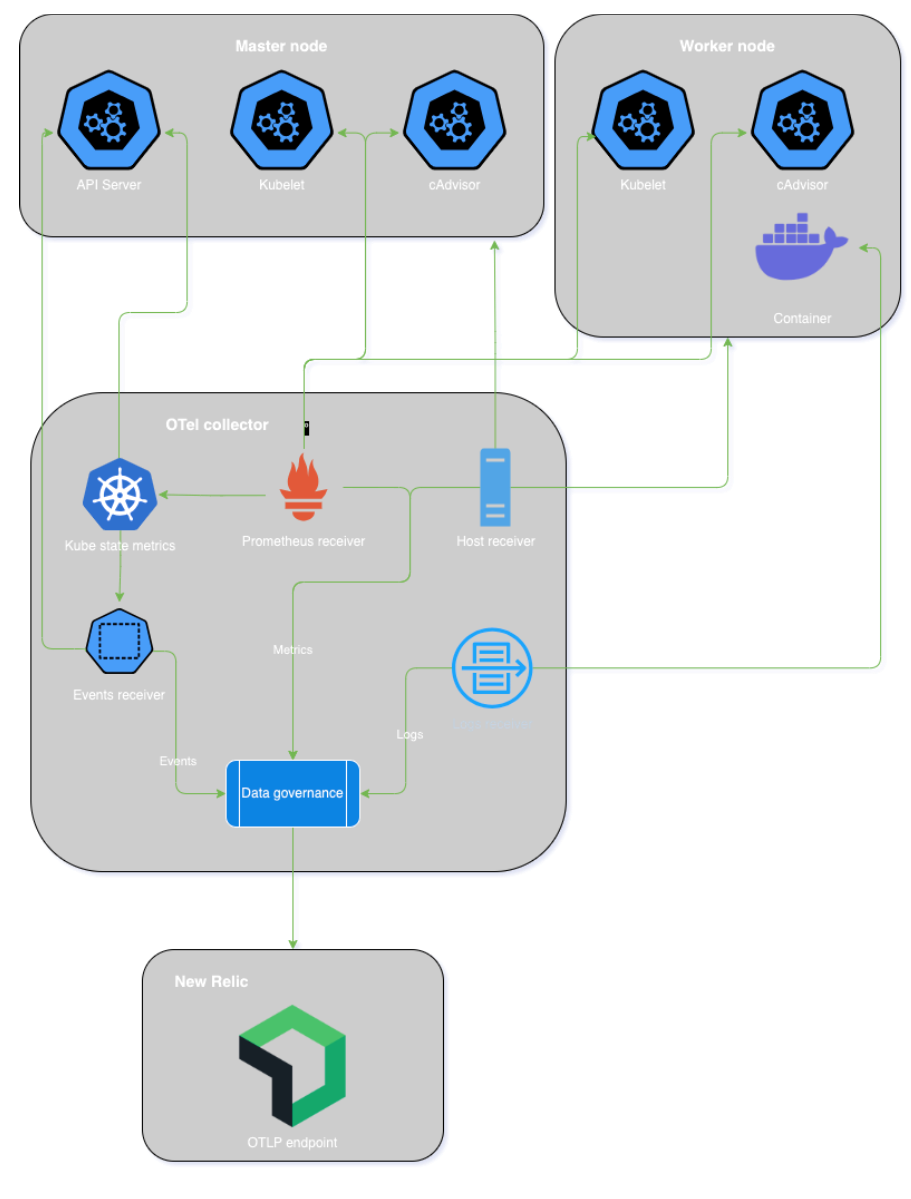 Master node
Worker node
API Server
Kubelet
cAdvisor
Kubelet
cAdvisor
Container
OTel collector
Kube state metrics
Prometheus receiver
Host receiver
Metrics
Events receiver
Logs
Events
Data governance
New Relic
OTLP endpoint